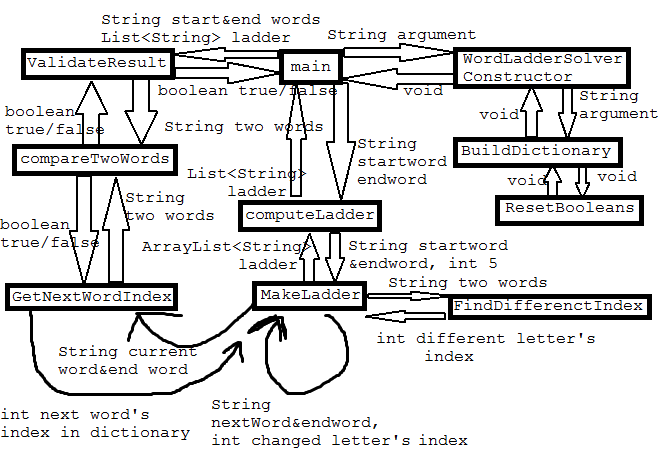 String start&end words
List<String> ladder
String argument
ValidateResult
main
WordLadderSolver
Constructor
boolean true/false
void
boolean
true/false
String two words
String
argument
void
compareTwoWords
String
startword
endword
BuildDictionary
List<String>
ladder
void
void
String
two words
computeLadder
ResetBooleans
boolean
true/false
ArrayList<String>
ladder
String startword
&endword, int 5
String two words
GetNextWordIndex
MakeLadder
FindDifferenctIndex
String current
word&end word
int different letter's
index
int next word's
index in dictionary
String
nextWord&endword,
int changed letter's index